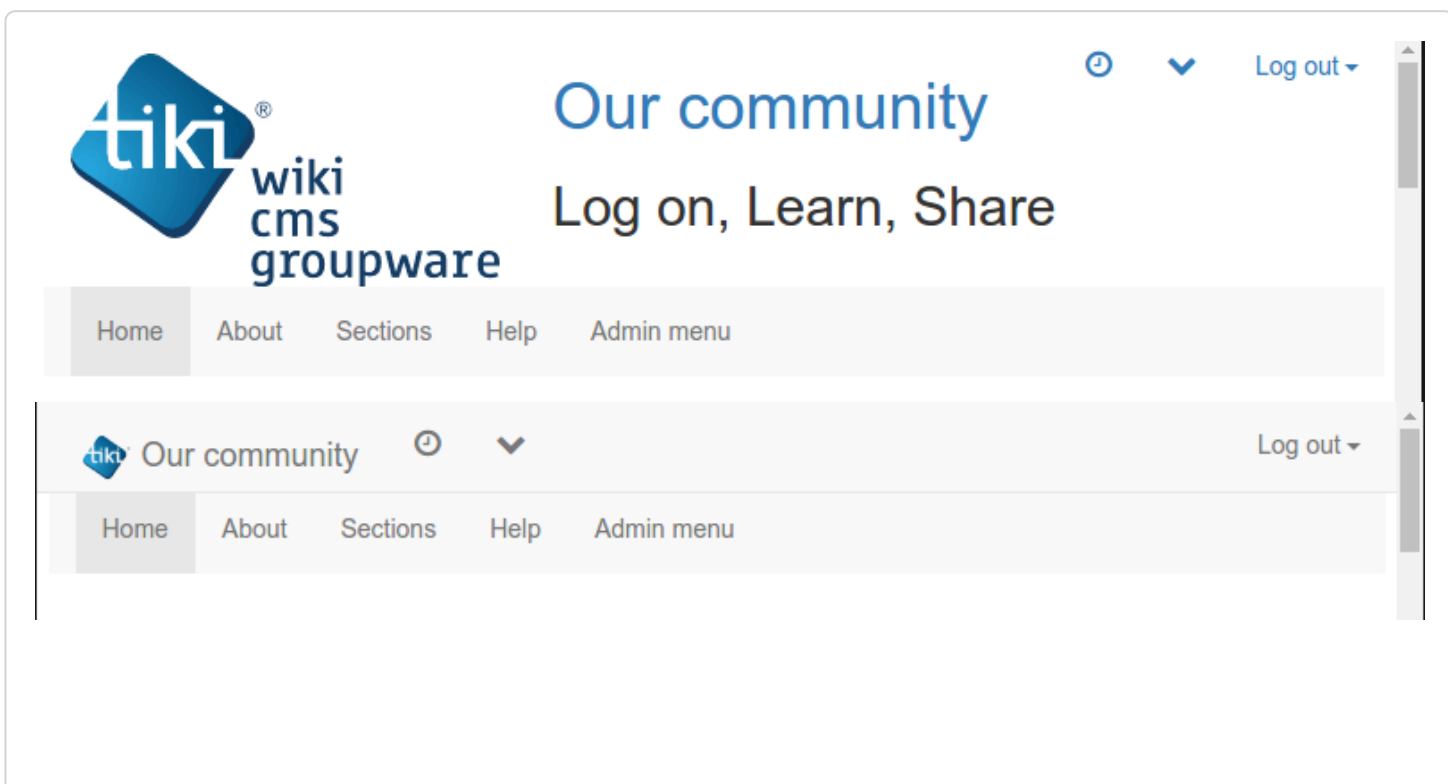 Log out
Our community
tiki®
wiki
cms
groupware
Log on, Learn, Share
Home About Sections Help Admin menu
tiki Our community Log out
Home About Sections Help Admin menu